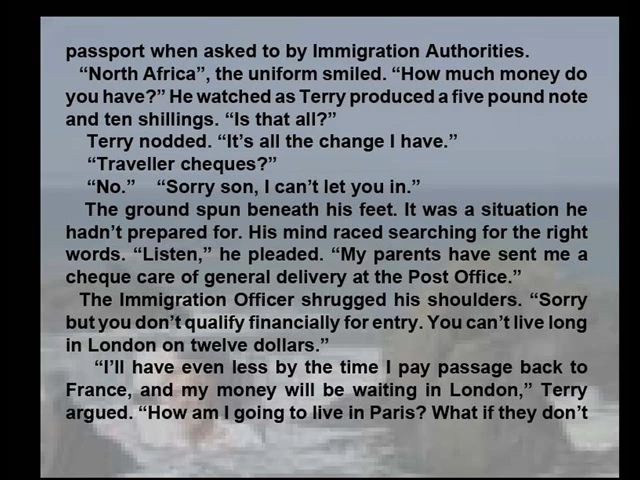 passport when asked to by Immigration Authorities.
“North Africa”, the uniform smiled. “How much money do
you have?” He watched as Terry produced a five pound note
and ten shillings. “Is that all?”
Terry nodded. “It’s all the change I have.”
“Traveller cheques?”
“No.” “Sorry son, I can’t let you in.”
The ground spun beneath his feet. It was a situation he
hadn’t prepared for. His mind raced searching for the right
words. “Listen,” he pleaded. “My parents have sent me a
cheque care of general delivery at the Post Office.”
The Immigration Officer shrugged his shoulders. “Sorry
but you don’t qualify financially for entry. You can’t live long
in London on twelve dollars.”
“I’ll have even less by the time I pay passage back to
France, and my money will be waiting in London,” Terry
argued. “How am I going to live in Paris? What if they don’t